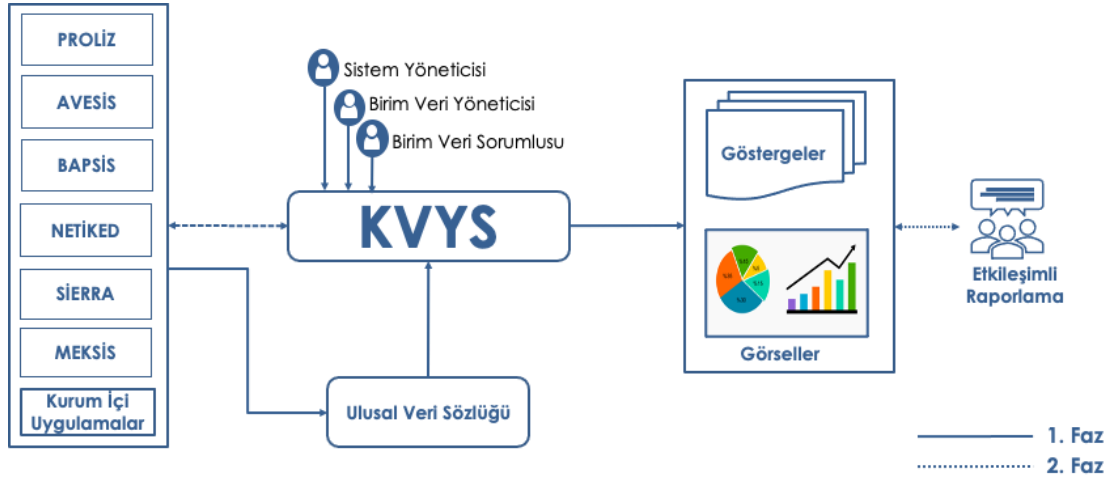 PROLİZ
AVESİS
BAPSİS
NETİKED
SİERRA
MEKSİS
Kurum İçi
Uygulamalar
Sistem Yöneticisi
Birim Veri Yöneticisi
Birim Veri Sorumlusu
KVYS
Ulusal Veri Sözlüğü
Göstergeler
Görseller
Etkileşimli
Raporlama
1. Faz
2. Faz